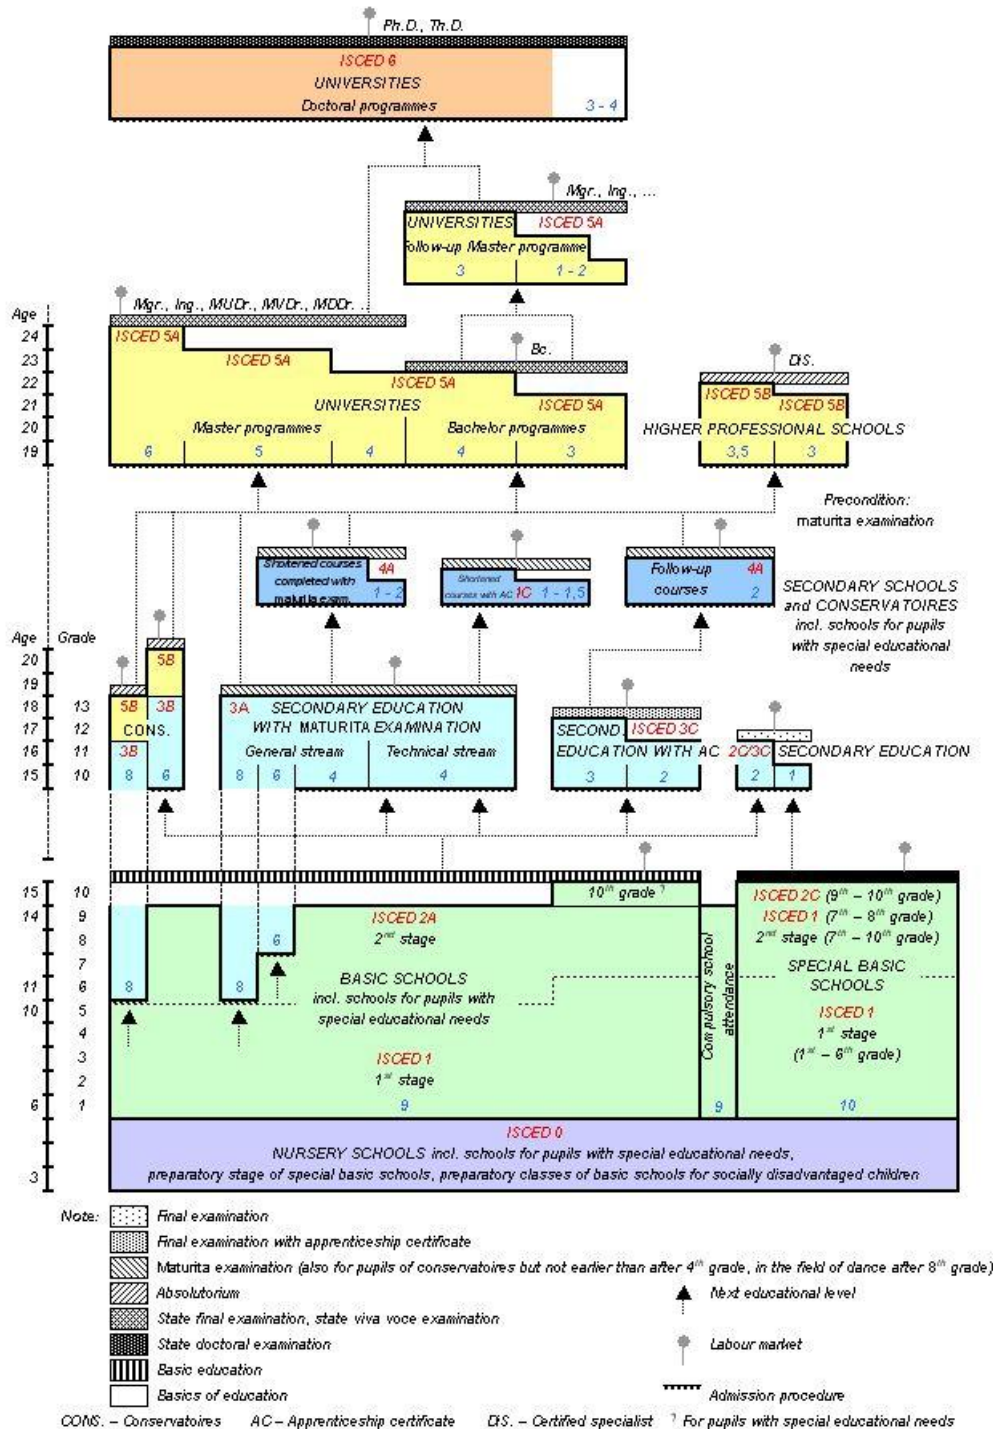 Ph.D., Th.D.
ISCED 6
UNIVERSITIES
Doctoral programmes
3 - 4
Mgr., Ing., ...
UNIVERSITIES ISCED 5A
Follow-up Master programme
3 1 - 2
Mgr., Ing., MUDr., MVDr., MDDr. ...
Age
24
23
22
21
20
19
ISCED 5A
ISCED 5A
ISCED 5A
UNIVERSITIES
Master programmes
6 5 4
Bc.
ISCED 5A
Bachelor programmes
4 3
DiS.
ISCED 5B
ISCED 5B
HIGHER PROFESSIONAL SCHOOLS
3,5 3
Precondition:
maturita examination
Shortened courses
completed with
maturita exam.
4A
1 - 2
Shortened
courses with AC 1C 1 - 1,5
Follow-up
courses
4A
2
SECONDARY SCHOOLS
and CONSERVATOIRES
incl. schools for pupils
with special educational
needs
Age Grade
20
19
18 13
17 12
16 11
15 10
5B
5B 3B
CONS.
3B
8 6
3A SECONDARY EDUCATION
WITH MATURITA EXAMINATION
General stream Technical stream
8 6 4 4
SECOND. ISCED 3C
EDUCATION WITH AC
3 2
2C/3C SECONDARY EDUCATION
2 1
15 10
14 9
8
7
11 6
10 5
4
3
2
6 1
3
10th grade ?
ISCED 2A
2nd stage
6
8 8
BASIC SCHOOLS
incl. schools for pupils with
special educational needs
ISCED 1
1st stage
9
Compulsory school
attendance
9
ISCED 2C (9th – 10th grade)
ISCED 1 (7th – 8th grade)
2nd stage (7th – 10th grade)
SPECIAL BASIC
SCHOOLS
ISCED 1
1st stage
(1st – 6th grade)
10
ISCED 0
NURSERY SCHOOLS incl. schools for pupils with special educational needs,
preparatory stage of special basic schools, preparatory classes of basic schools for socially disadvantaged children
Note: Final examination
Final examination with apprenticeship certificate
Maturita examination (also for pupils of conservatoires but not earlier than after 4th grade, in the field of dance after 8th grade)
Absolutorium
Next educational level
State final examination, state viva voce examination
State doctoral examination
Labour market
Basic education
Basics of education
Admission procedure
CONS. – Conservatoires AC – Apprenticeship certificate DiS. – Certified specialist ? For pupils with special educational needs